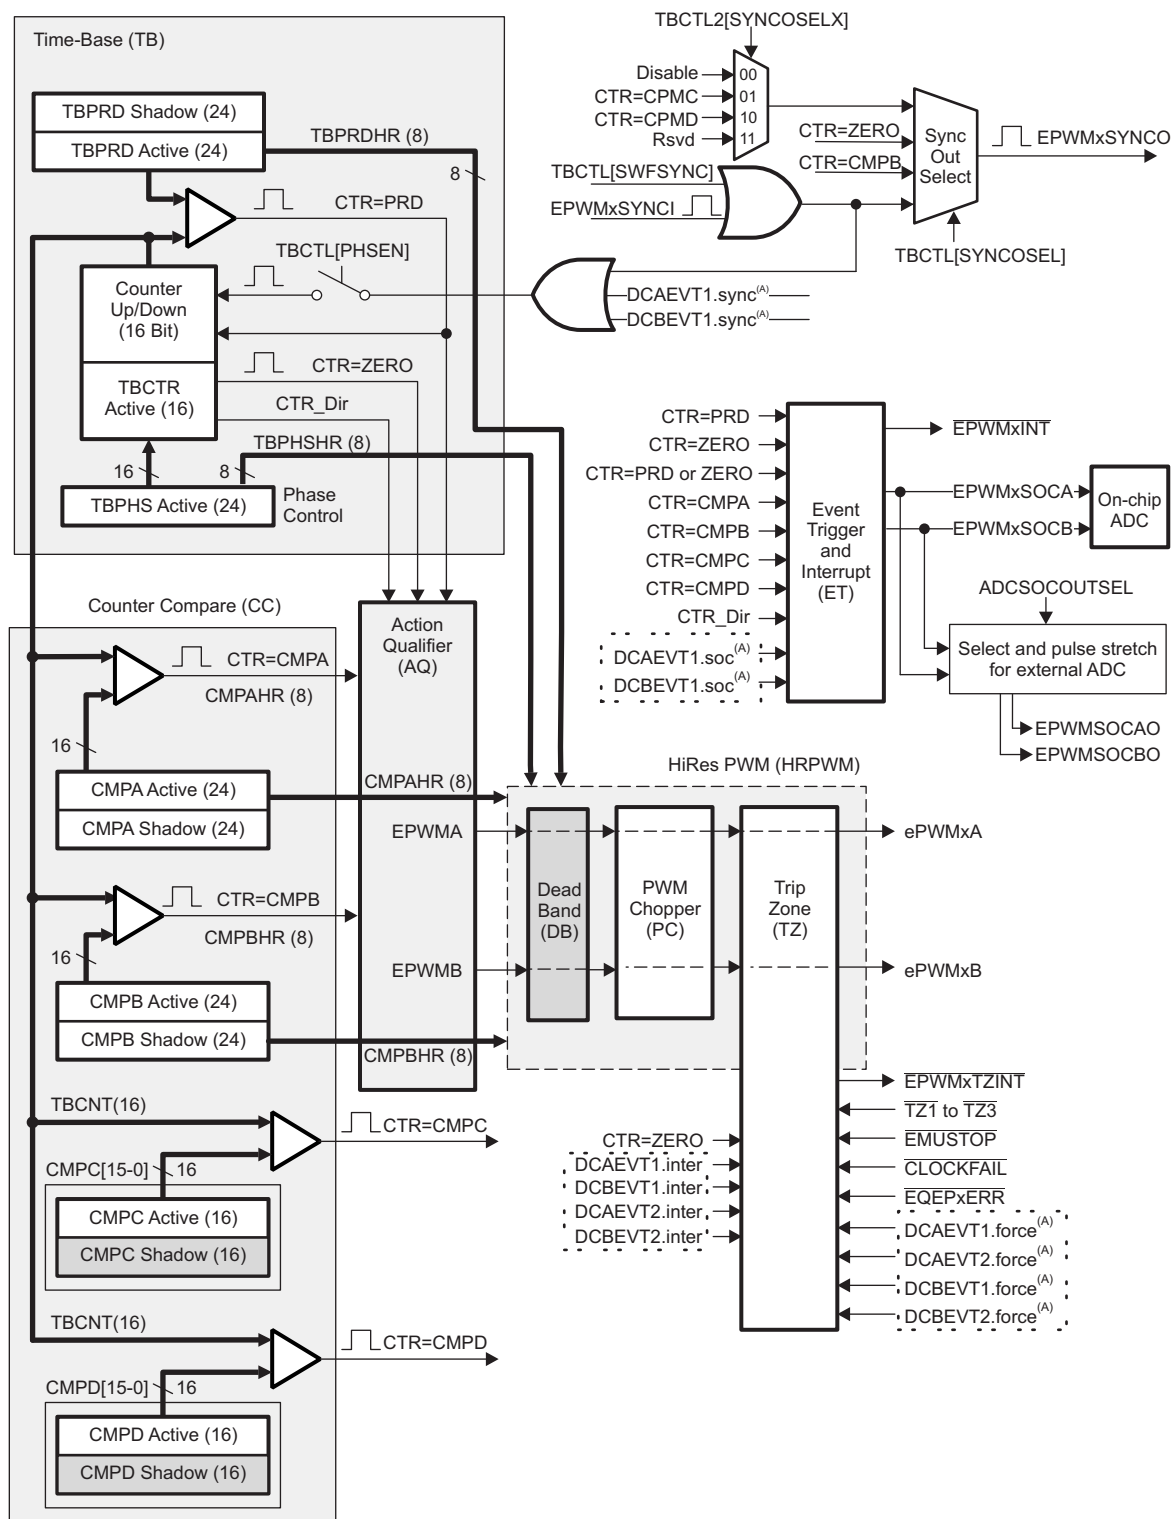 Time-Base (TB)
TBPRD Shadow (24)
TBPRD Active (24)
TBPRDHR (8)
8
CTR=PRD
TBCTL[PHSEN]
Counter
Up/Down
(16 Bit)
TBCTR
Active (16)
CTR=ZERO
CTR_Dir
TBPHSHR (8)
16
8
TBPHS Active (24)
Phase
Control
TBCTL2[SYNCOSELX]
Disable
00
CTR=CPMC
01
CTR=CPMD
10
Rsvd
11
CTR=ZERO
CTR=CMPB
Sync
Out
Select
EPWMxSYNCO
TBCTL[SWFSYNC]
EPWMxSYNCI
TBCTL[SYNCOSEL]
DCAEVT1.sync(A)
DCBEVT1.sync(A)
CTR=PRD
CTR=ZERO
CTR=PRD or ZERO
CTR=CMPA
CTR=CMPB
CTR=CMPC
CTR=CMPD
CTR_Dir
DCAEVT1.soc(A)
DCBEVT1.soc(A)
Event
Trigger
and
Interrupt
(ET)
EPWMxINT
EPWMxSOCA
EPWMxSOCB
On-chip
ADC
ADCSOCOUTSEL
Select and pulse stretch
for external ADC
EPWMSOCAO
EPWMSOCBO
Counter Compare (CC)
CTR=CMPA
CMPAHR (8)
16
CMPA Active (24)
CMPA Shadow (24)
CTR=CMPB
CMPBHR (8)
16
CMPB Active (24)
CMPB Shadow (24)
TBCNT(16)
CTR=CMPC
CMPC[15-0]
16
CMPC Active (16)
CMPC Shadow (16)
TBCNT(16)
CTR=CMPD
CMPD[15-0]
16
CMPD Active (16)
CMPD Shadow (16)
Action
Qualifier
(AQ)
CMPAHR (8)
EPWMA
EPWMB
CMPBHR (8)
HiRes PWM (HRPWM)
Dead
Band
(DB)
PWM
Chopper
(PC)
Trip
Zone
(TZ)
ePWMxA
ePWMxB
EPWMxTZINT
TZ1 to TZ3
EMUSTOP
CLOCKFAIL
EQEPxERR
DCAEVT1.force(A)
DCAEVT2.force(A)
DCBEVT1.force(A)
DCBEVT2.force(A)
CTR=ZERO
DCAEVT1.inter
DCBEVT1.inter
DCAEVT2.inter
DCBEVT2.inter